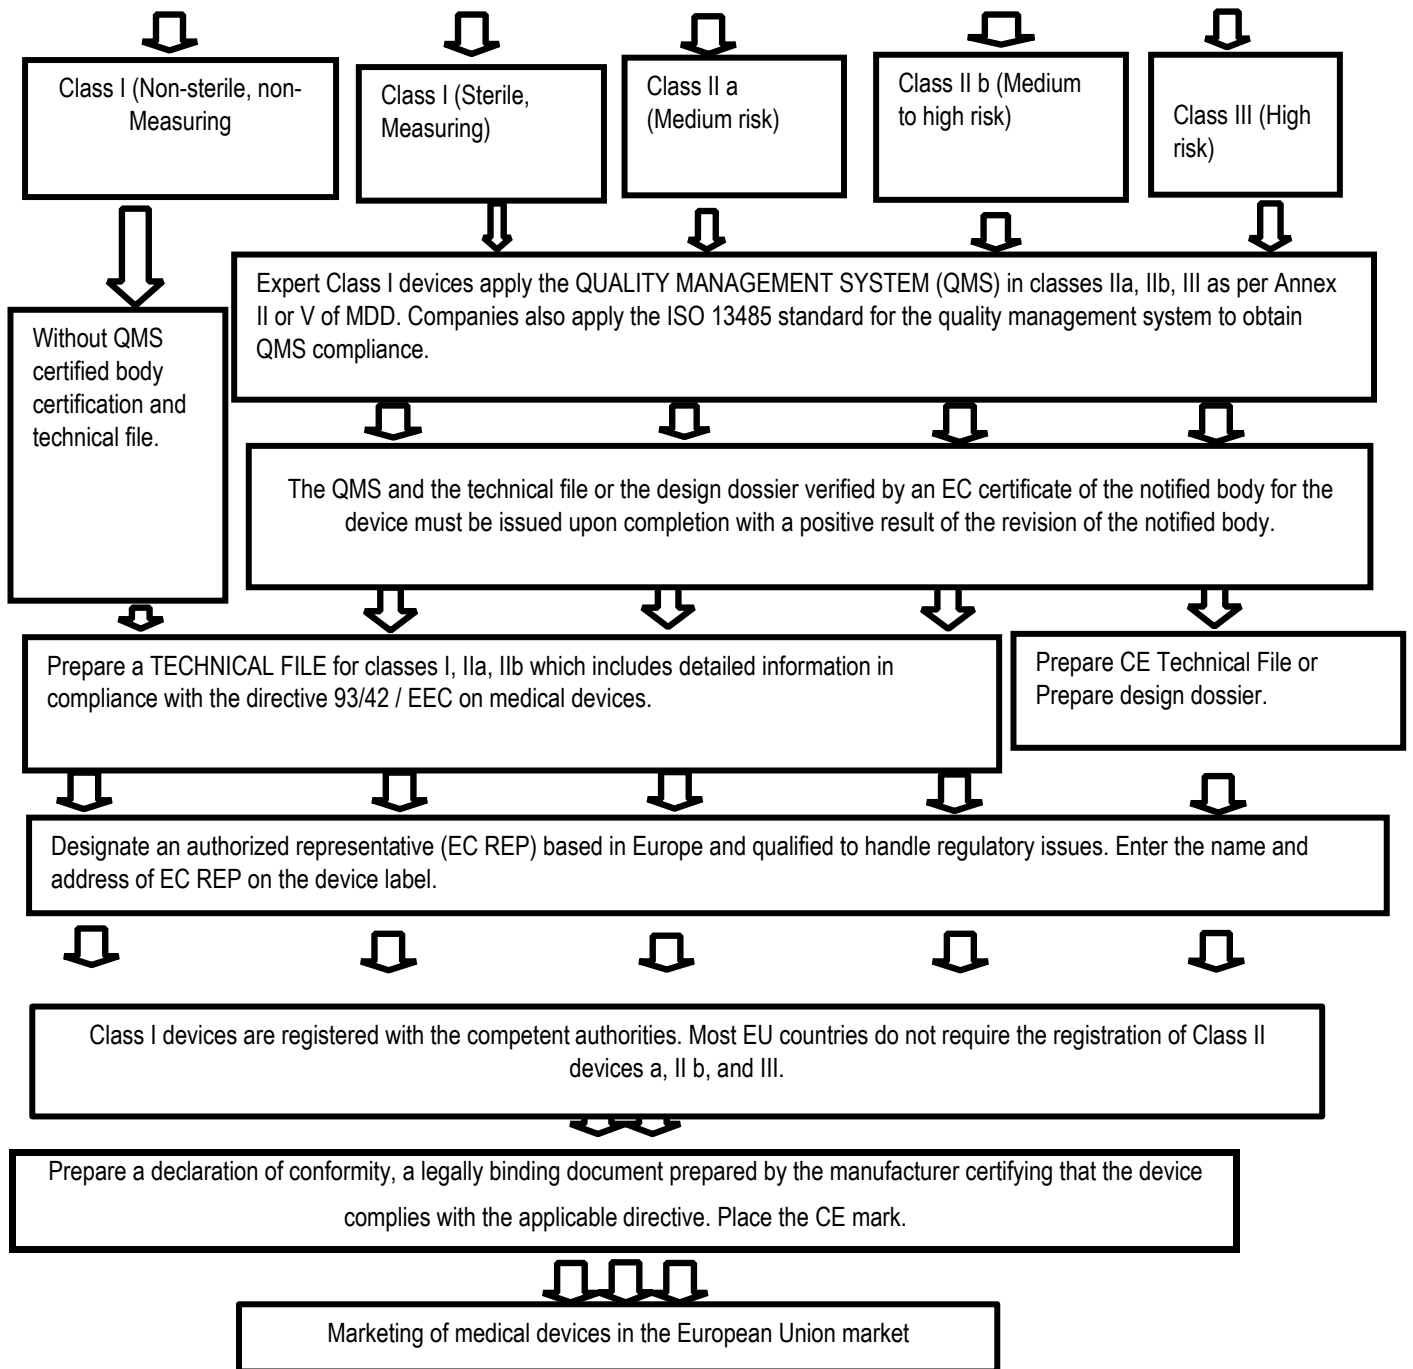 Class I (Non-sterile, non-
Measuring
Class I (Sterile,
Measuring)
Class II a
(Medium risk)
Class II b (Medium
to high risk)
Class III (High
risk)
Expert Class I devices apply the QUALITY MANAGEMENT SYSTEM (QMS) in classes IIa, IIb, III as per Annex
II or V of MDD. Companies also apply the ISO 13485 standard for the quality management system to obtain
QMS compliance.
Without QMS
certified body
certification and
technical file.
The QMS and the technical file or the design dossier verified by an EC certificate of the notified body for the
device must be issued upon completion with a positive result of the revision of the notified body.
Prepare a TECHNICAL FILE for classes I, IIa, IIb which includes detailed information in
compliance with the directive 93/42 / EEC on medical devices.
Prepare CE Technical File or
Prepare design dossier.
Designate an authorized representative (EC REP) based in Europe and qualified to handle regulatory issues. Enter the name and
address of EC REP on the device label.
Class I devices are registered with the competent authorities. Most EU countries do not require the registration of Class II
devices a, II b, and III.
Prepare a declaration of conformity, a legally binding document prepared by the manufacturer certifying that the device
complies with the applicable directive. Place the CE mark.
Marketing of medical devices in the European Union market